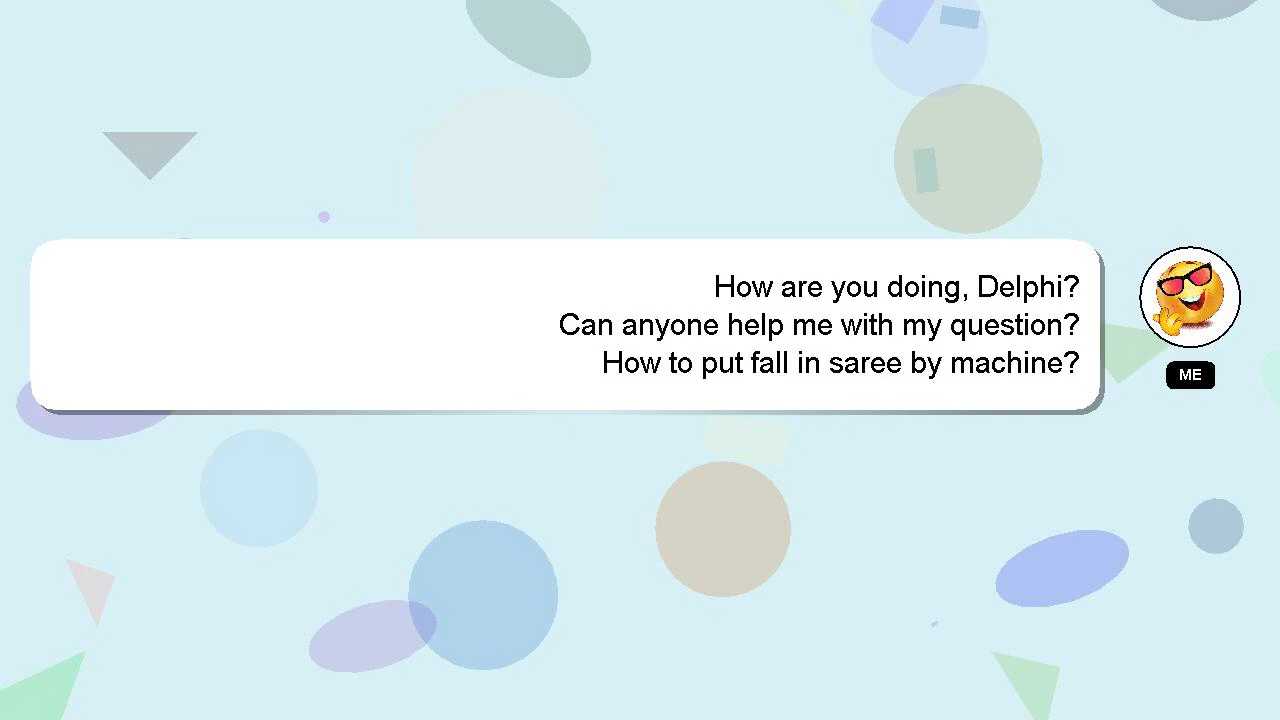 How are you doing, Delphi?
Can anyone help me with my question?
How to put fall in saree by machine?
ME